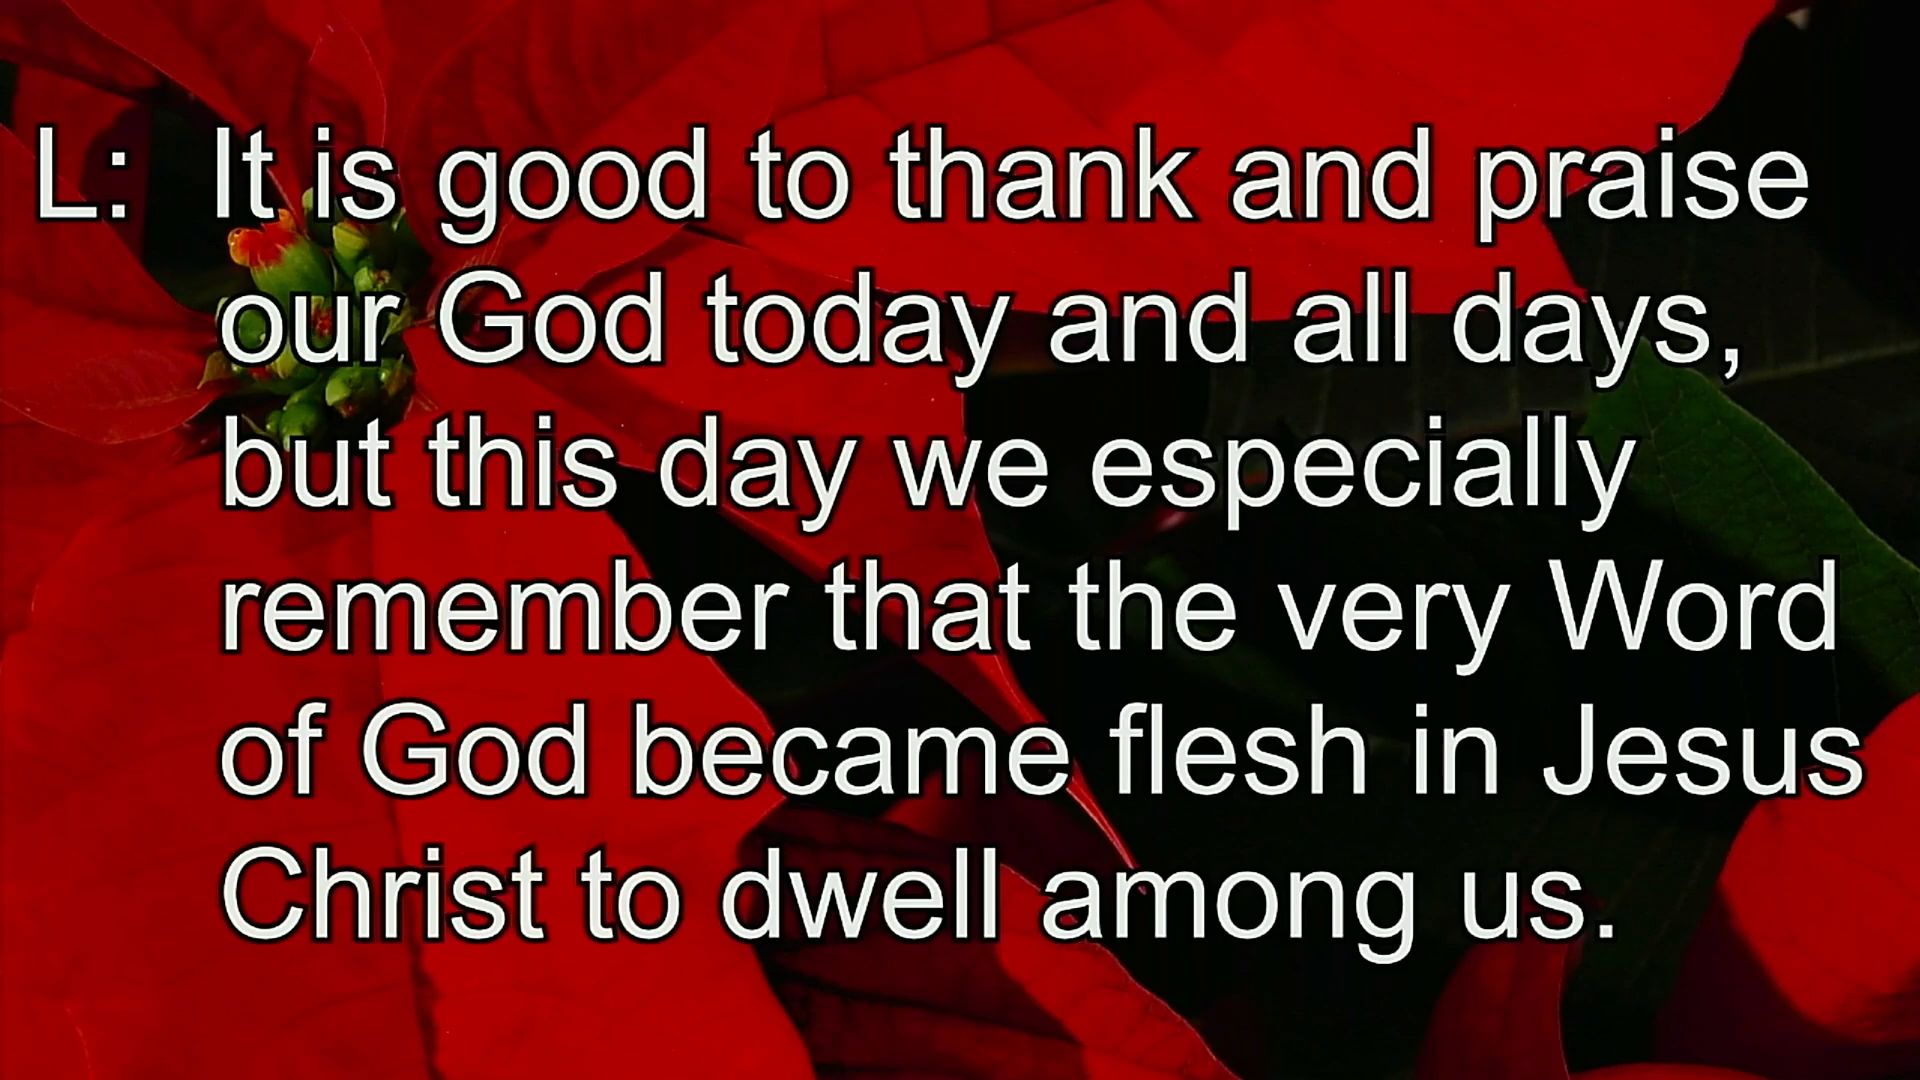 L: It is good to thank and praise
our God today and all days,
but this day we especially
remember that the very Word
of God became flesh in Jesus
Christ to dwell among us.